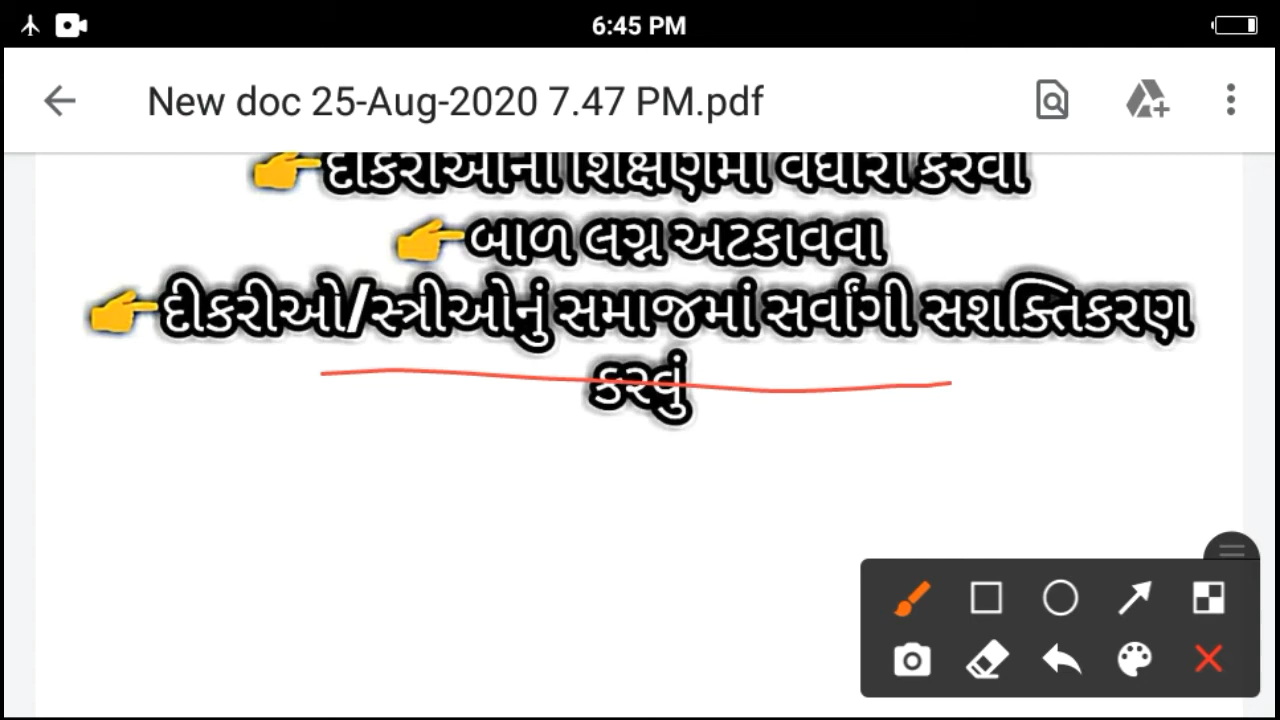 6:45 PM
New doc 25-Aug-2020 7.47 PM.pdf
👉દીકરીઓના શિક્ષણમાં વધારો કરવો
👉બાળ લગ્ન અટકાવવા
👉દીકરીઓ/સ્ત્રીઓનું સમાજમાં સર્વાંગી સશક્તિકરણ
કરવું